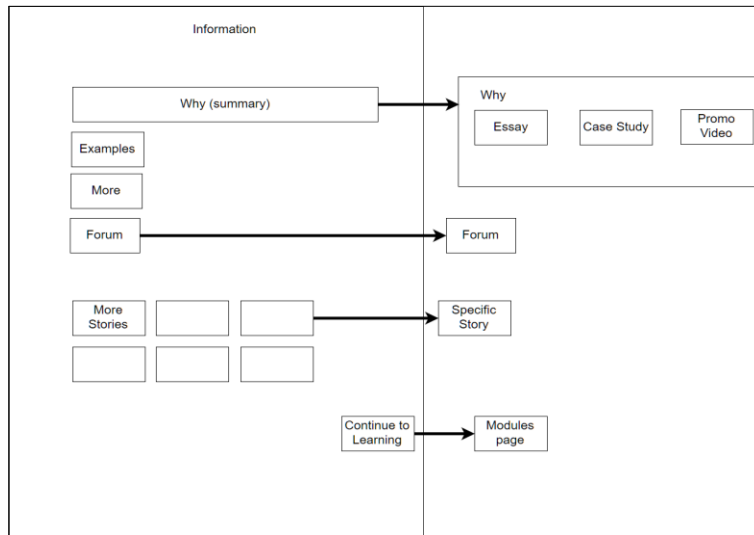 Information
Why (summary)
Why
Essay
Case Study
Promo
Video
Examples
More
Forum
Forum
More
Stories
Specific
Story
Continue to
Learning
Modules
page